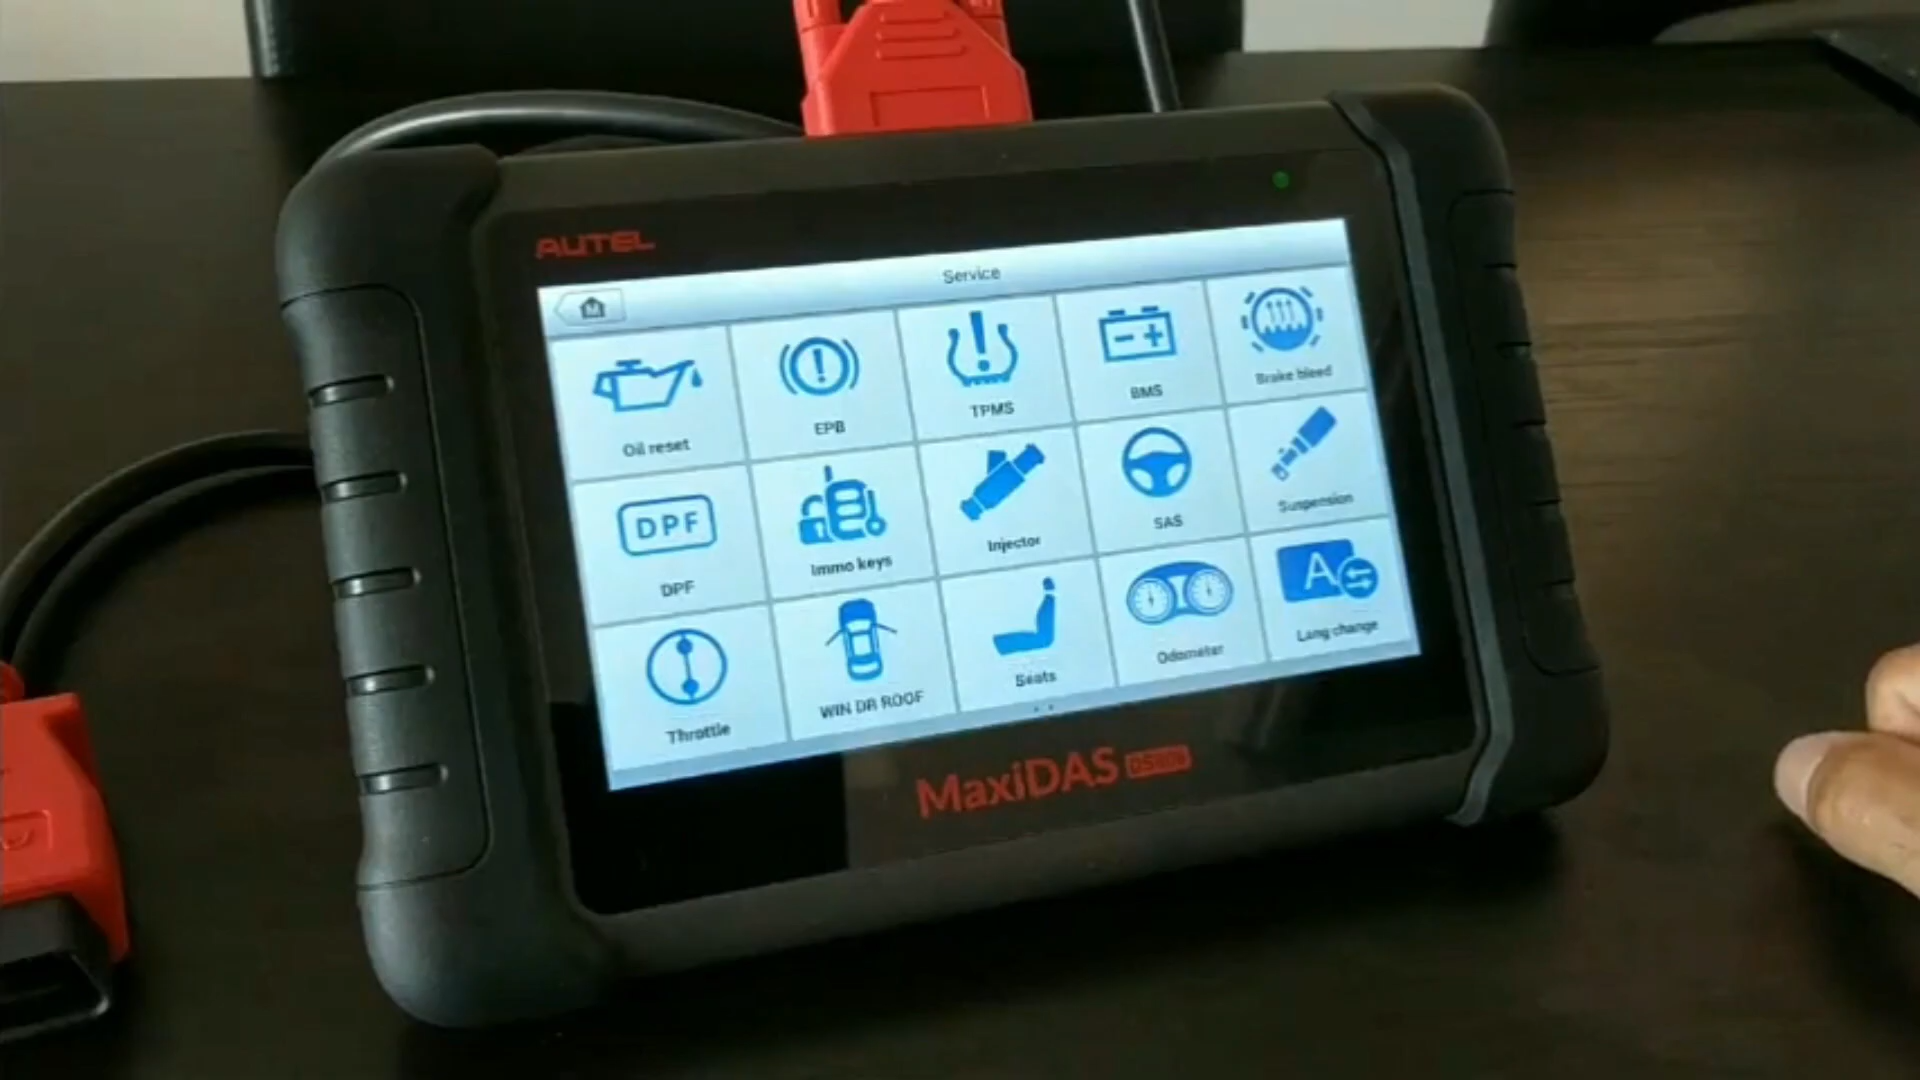 AUTEL
Service
Oil reset
EPB
TPMS
BMS
Brake bleed
DPF
DPF
Immo keys
Injector
SAS
Suspension
A
Throttle
WIN DR ROOF
Seats
Odometer
Lang change
MaxiDAS